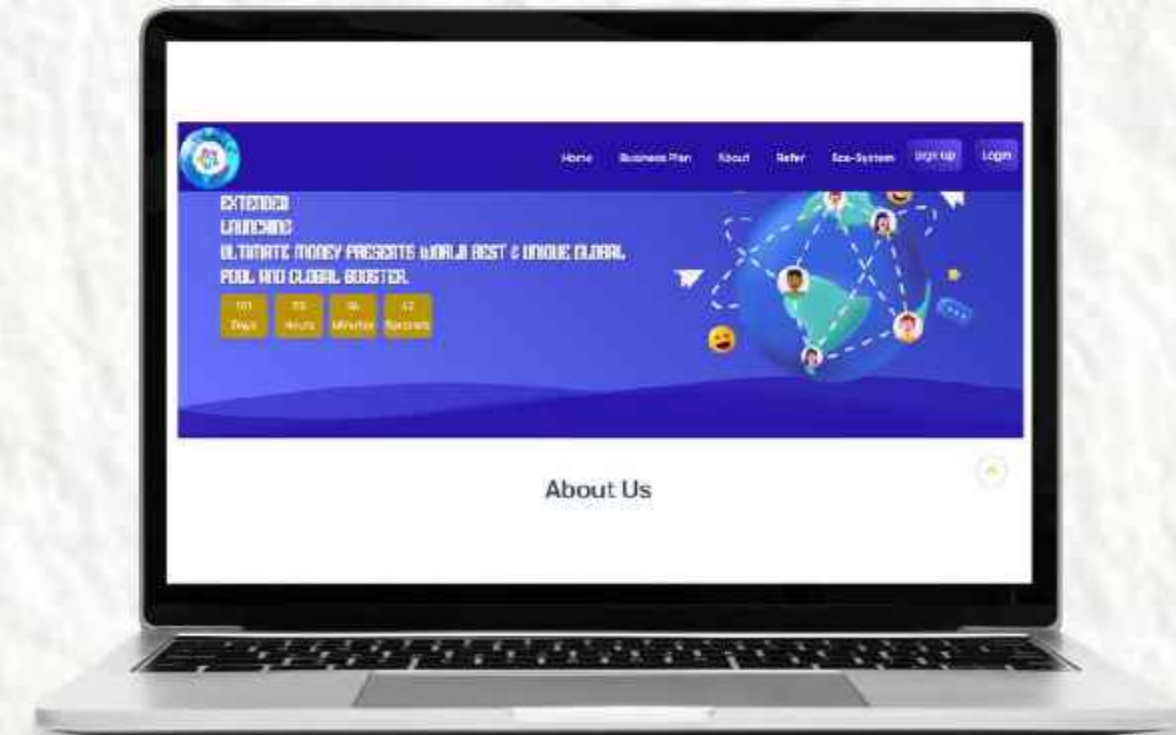 Home Business Plan About Refer Eco-System Sign Up Login
EXTENDED
LAUNCHING
ULTIMATE MONEY PRESENTS WORLD BEST & UNIQUE GLOBAL
POOL AND GLOBAL BOOSTER.
Days Hours Minutes Seconds
About Us